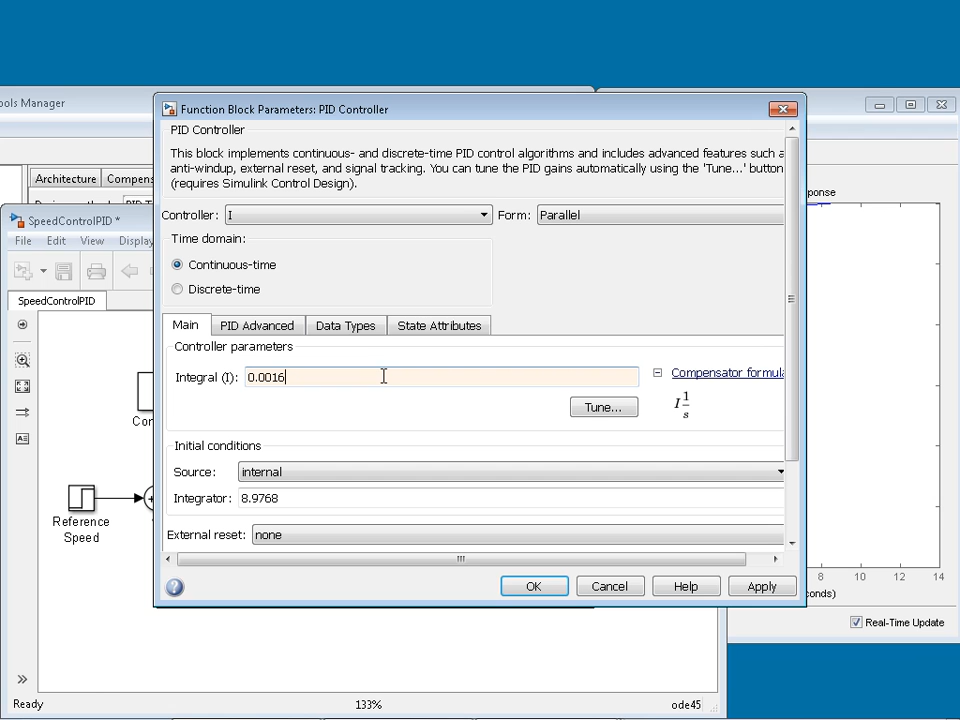 ools Manager
Function Block Parameters: PID Controller
PID Controller
This block implements continuous- and discrete-time PID control algorithms and includes advanced features such a
anti-windup, external reset, and signal tracking. You can tune the PID gains automatically using the 'Tune...' button
(requires Simulink Control Design).
Architecture
Compens
ponse
Controller: I
Form: Parallel
SpeedControlPID *
File Edit View Display
Time domain:
Continuous-time
Discrete-time
SpeedControlPID
Main
PID Advanced
Data Types
State Attributes
Controller parameters
Integral (I): 0.0016
Compensator formula
I 1/s
Tune...
Con
Initial conditions
Source: internal
Integrator: 8.9768
Reference
Speed
External reset: none
OK
Cancel
Help
Apply
8 10 12 14
conds)
Real-Time Update
Ready
133%
ode45